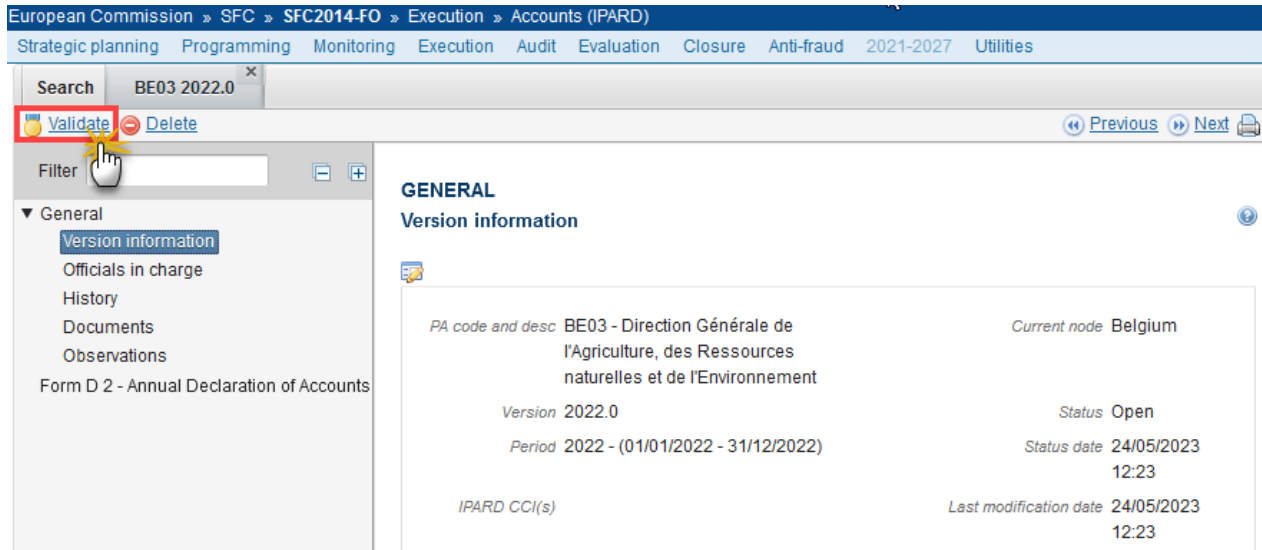 European Commission » SFC » SFC2014-FO » Execution » Accounts (IPARD)
Strategic planning Programming Monitoring Execution Audit Evaluation Closure Anti-fraud 2021-2027 Utilities
Search BE03 2022.0
Validate Delete Previous Next
Filter
GENERAL
▼ General
Version information
Version information
Officials in charge
History
Documents
Observations
Form D 2 - Annual Declaration of Accounts
PA code and desc BE03 - Direction Générale de l'Agriculture, des Ressources naturelles et de l'Environnement
Current node Belgium
Version 2022.0 Status Open
Period 2022 - (01/01/2022 - 31/12/2022) Status date 24/05/2023 12:23
IPARD CCI(s) Last modification date 24/05/2023 12:23